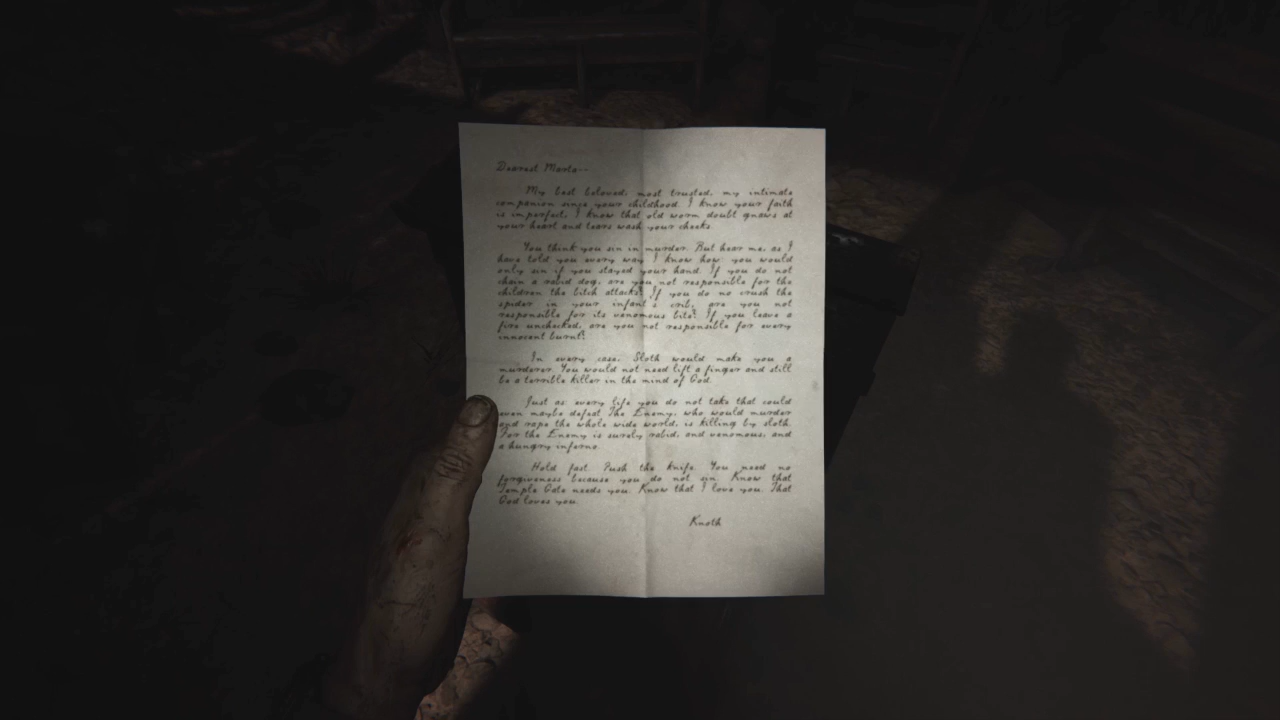 Dearest Marta--
My best beloved, most trusted, my intimate
companion since your childhood. I know your faith
is imperfect, I know that old worm doubt gnaws at
your heart and tears wash your cheeks.
You think you sin in murder. But hear me, as I
have told you every way I know how: you would
only sin if you stayed your hand. If you do not
chain a rabid dog, are you not responsible for the
children the bitch attacks? If you do no crush the
spider in your infant's crib, are you not
responsible for its venomous bite? If you leave a
fire unchecked, are you not responsible for every
innocent burnt?
In every case, Sloth would make you a
murderer. You would not need lift a finger and still
be a terrible killer in the mind of God.
Just as every life you do not take that could
even maybe defeat The Enemy, who would murder
and rape the whole wide world, is killing by sloth.
For the Enemy is surely rabid, and venomous, and
a hungry inferno.
Hold fast. Push the knife. You need no
forgiveness because you do not sin. Know that
Temple Gate needs you. Know that I love you. That
God loves you.
Knoth